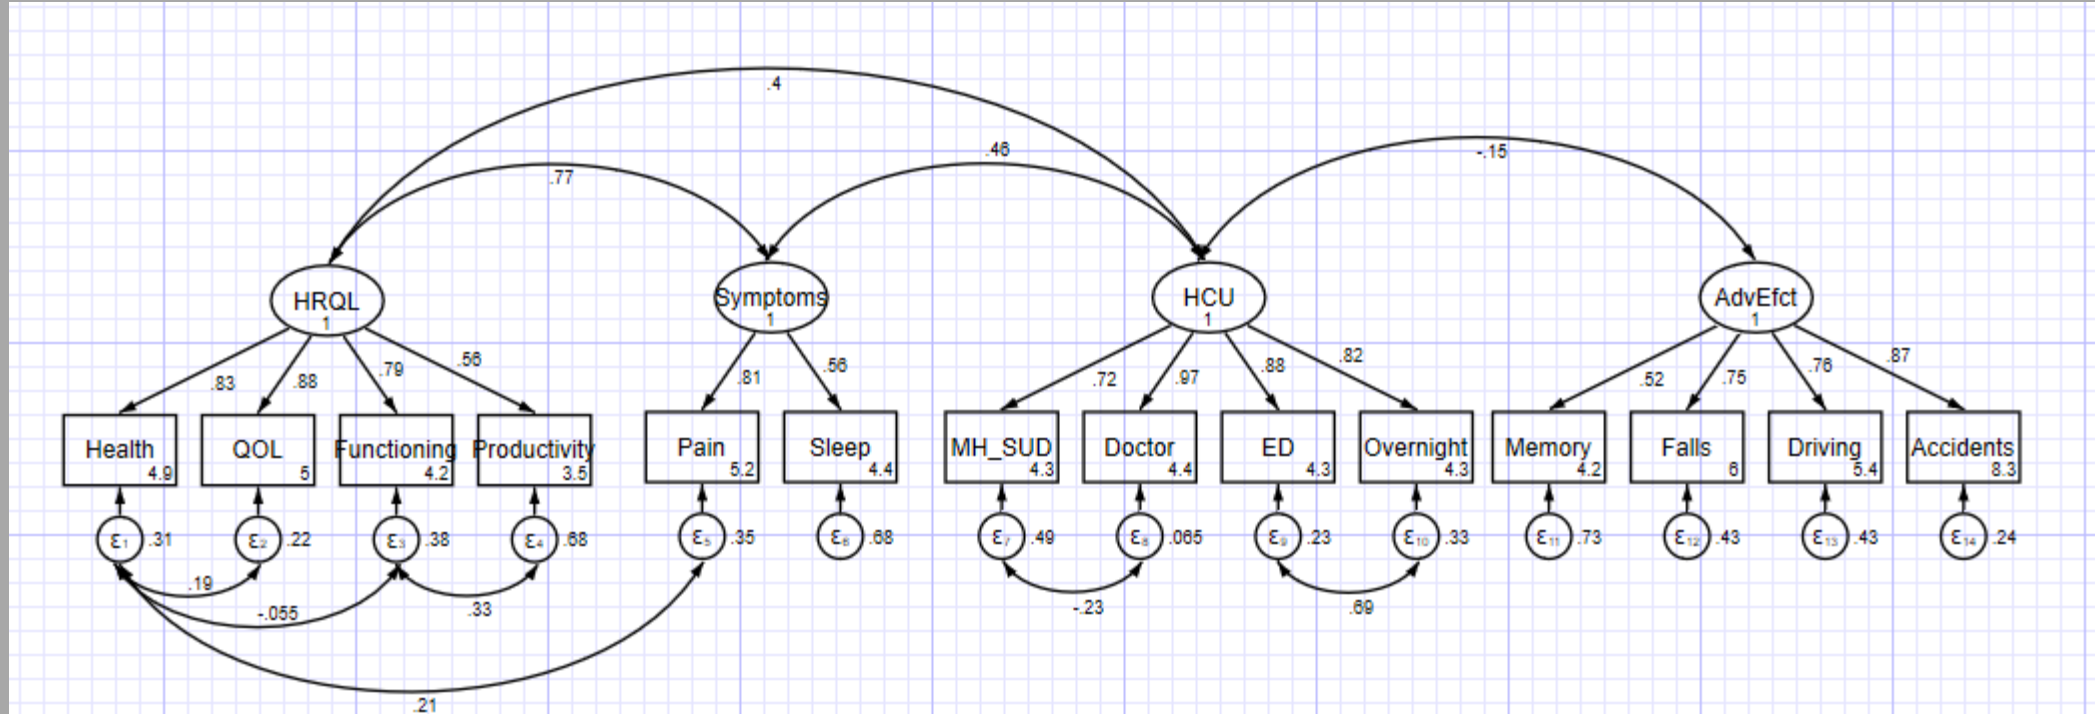 .4
.46
-.15
.77
HRQL
1
Symptoms
1
HCU
1
AdvEfct
1
.83
.88
.79
.56
.81
.56
.72
.97
.88
.82
.52
.75
.76
.87
Health
4.9
QOL
5
Functioning
4.2
Productivity
3.5
Pain
5.2
Sleep
4.4
MH_SUD
4.3
Doctor
4.4
ED
4.3
Overnight
4.3
Memory
4.2
Falls
6
Driving
5.4
Accidents
8.3
ε1 .31
ε2 .22
ε3 .38
ε4 .68
ε5 .35
ε6 .68
ε7 .49
ε8 .065
ε9 .23
ε10 .33
ε11 .73
ε12 .43
ε13 .43
ε14 .24
.19
-.055
.33
-.23
.69
.21